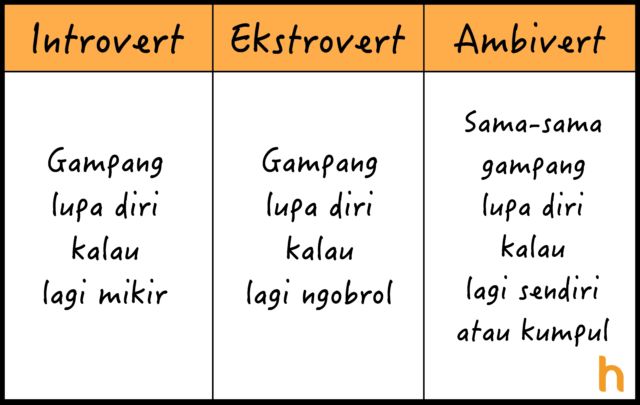 Introvert
Ekstrovert
Ambivert
Gampang
lupa diri
kalau
lagi mikir
Gampang
lupa diri
kalau
lagi ngobrol
Sama-sama
gampang
lupa diri
kalau
lagi sendiri
atau kumpul
h